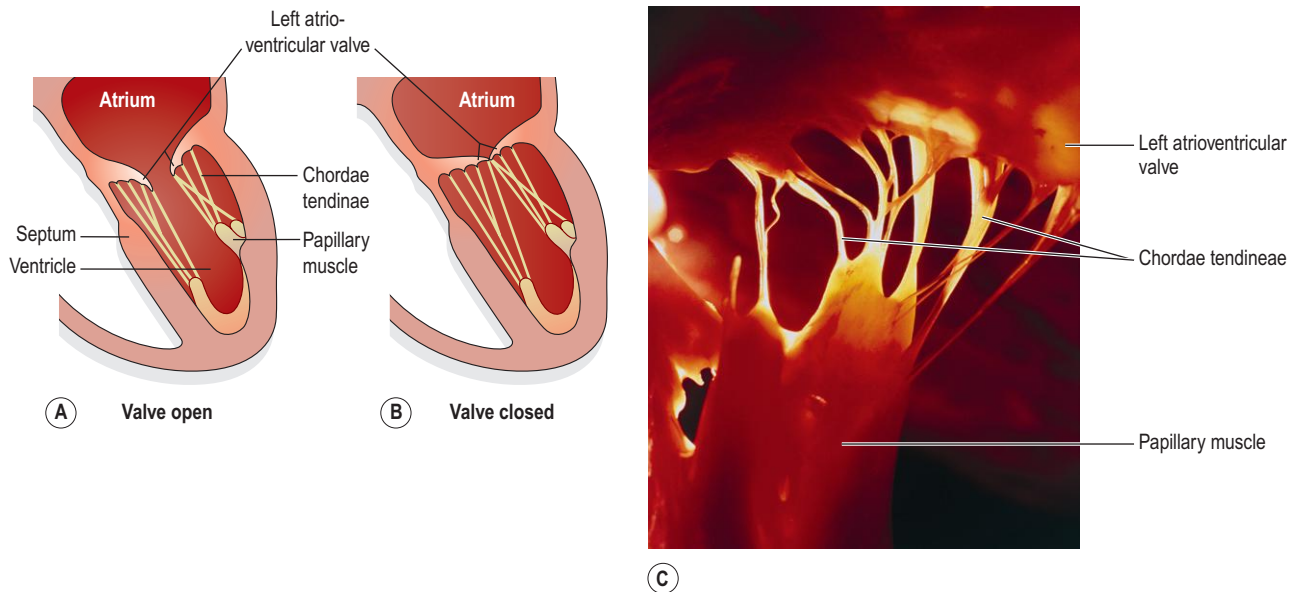 Left atrio-
ventricular valve
Atrium
Atrium
Chordae
tendinae
Septum
Papillary
muscle
Ventricle
A
Valve open
B
Valve closed
Left atrioventricular
valve
Chordae tendineae
Papillary muscle
C